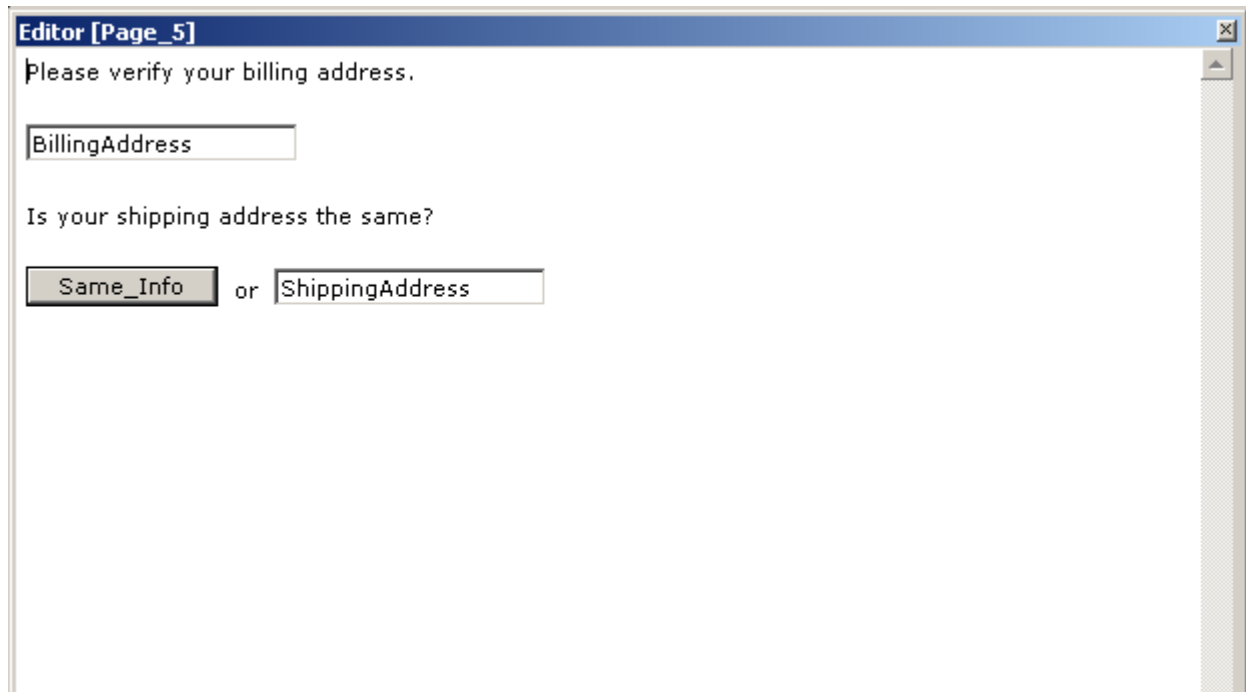 Editor [Page_5]
Please verify your billing address.
BillingAddress
Is your shipping address the same?
Same_Info or ShippingAddress